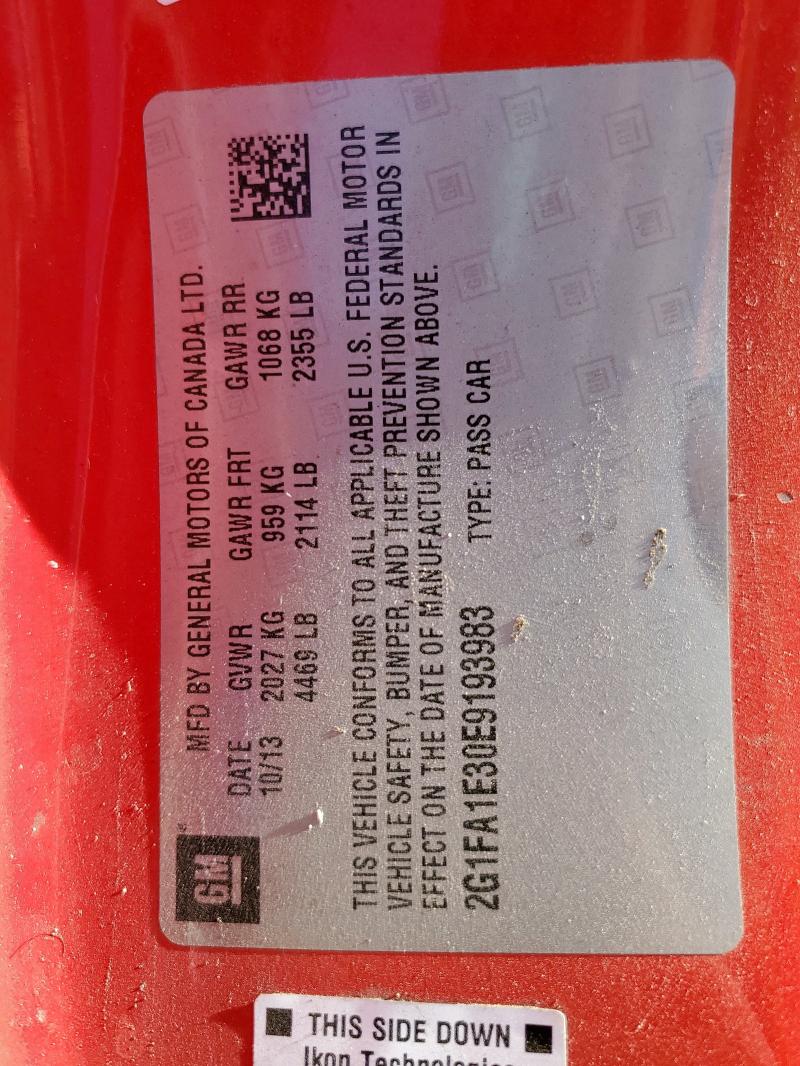 MFD BY GENERAL MOTORS OF CANADA LTD.
DATE GVWR GAWR FRT GAWR RR
10/13 2027 KG 959 KG 1068 KG
4469 LB 2114 LB 2355 LB
GM
THIS VEHICLE CONFORMS TO ALL APPLICABLE U.S. FEDERAL MOTOR
VEHICLE SAFETY, BUMPER, AND THEFT PREVENTION STANDARDS IN
EFFECT ON THE DATE OF MANUFACTURE SHOWN ABOVE.
2G1FA1E30E9193983 TYPE: PASS CAR
THIS SIDE DOWN
Ikon Technologies